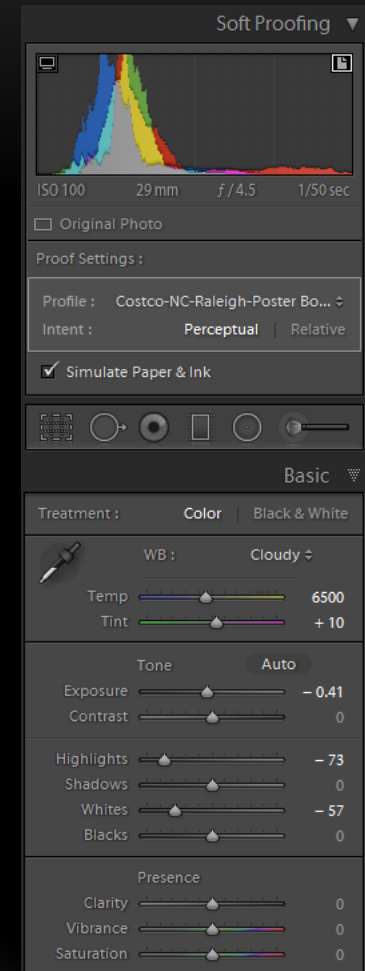 Soft Proofing
ISO 100 29 mm ƒ / 4.5 1/50 sec
Original Photo
Proof Settings :
Profile : Costco-NC-Raleigh-Poster Bo...
Intent : Perceptual | Relative
Simulate Paper & Ink
Basic
Treatment : Color | Black & White
WB : Cloudy
Temp 6500
Tint + 10
Tone Auto
Exposure – 0.41
Contrast 0
Highlights – 73
Shadows 0
Whites – 57
Blacks 0
Presence
Clarity 0
Vibrance 0
Saturation 0